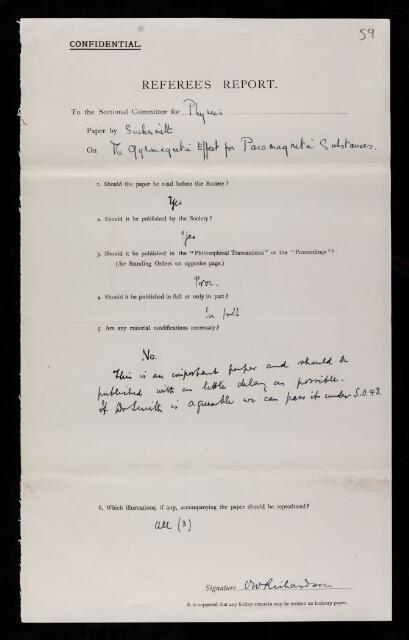 59
CONFIDENTIAL.
REFEREE'S REPORT.
To the Sectional Committee for Physics
Paper by Sucksmith
On The Gyromagnetic Effect for Paramagnetic Substances.
1. Should the paper be read before the Society?
Yes
2. Should it be published by the Society?
Yes
3. Should it be published in the "Philosophical Transactions" or the "Proceedings"?
(See Standing Orders on opposite page.)
Proc.
4. Should it be published in full or only in part?
In full
5. Are any material modifications necessary?
No.
This is an important paper and should be
published with as little delay as possible.
If Dr Smith is agreeable we can pass it under S.O.43.
6. Which illustrations, if any, accompanying the paper should be reproduced?
all (3)
Signature OWRichardson
It is requested that any further remarks may be written on foolscap paper.